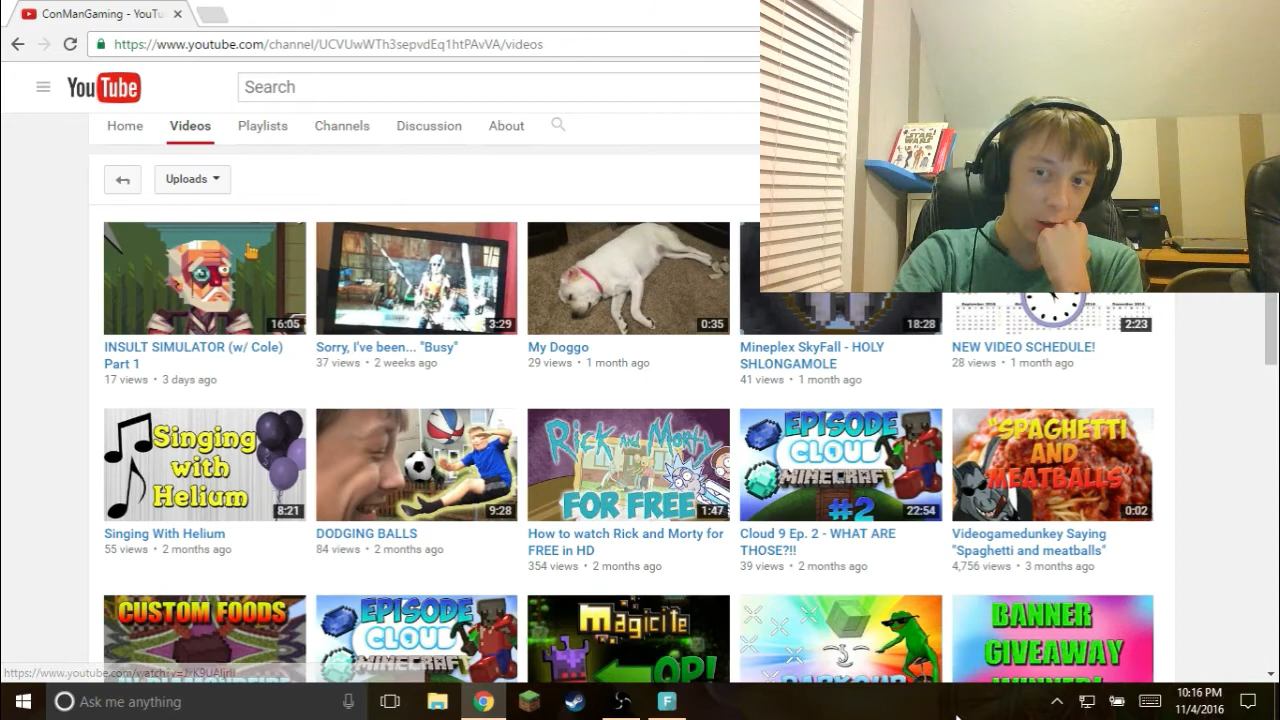 ConManGaming - YouTu
https://www.youtube.com/channel/UCVUwWTh3sepvdEq1htPAvVA/videos
YouTube
Search
Home Videos Playlists Channels Discussion About
STAR WARS
Uploads
16:05
3:29
0:35
18:28
2:23
INSULT SIMULATOR (w/ Cole) Part 1
17 views • 3 days ago
Sorry, I've been... "Busy"
37 views • 2 weeks ago
My Doggo
29 views • 1 month ago
Mineplex SkyFall - HOLY SHLONGAMOLE
41 views • 1 month ago
NEW VIDEO SCHEDULE!
28 views • 1 month ago
Singing with Helium
8:21
9:28
Rick and Morty FOR FREE
1:47
EPISODE CLOUD MINECRAFT #2
22:54
"SPAGHETTI AND MEATBALLS"
0:02
Singing With Helium
55 views • 2 months ago
DODGING BALLS
84 views • 2 months ago
How to watch Rick and Morty for FREE in HD
354 views • 2 months ago
Cloud 9 Ep. 2 - WHAT ARE THOSE?!!
39 views • 2 months ago
Videogamedunkey Saying "Spaghetti and meatballs"
4,756 views • 3 months ago
CUSTOM FOODS
EPISODE CLOUD MINECRAFT
Magicite OP!
BANNER GIVEAWAY
Ask me anything
10:16 PM
11/4/2016